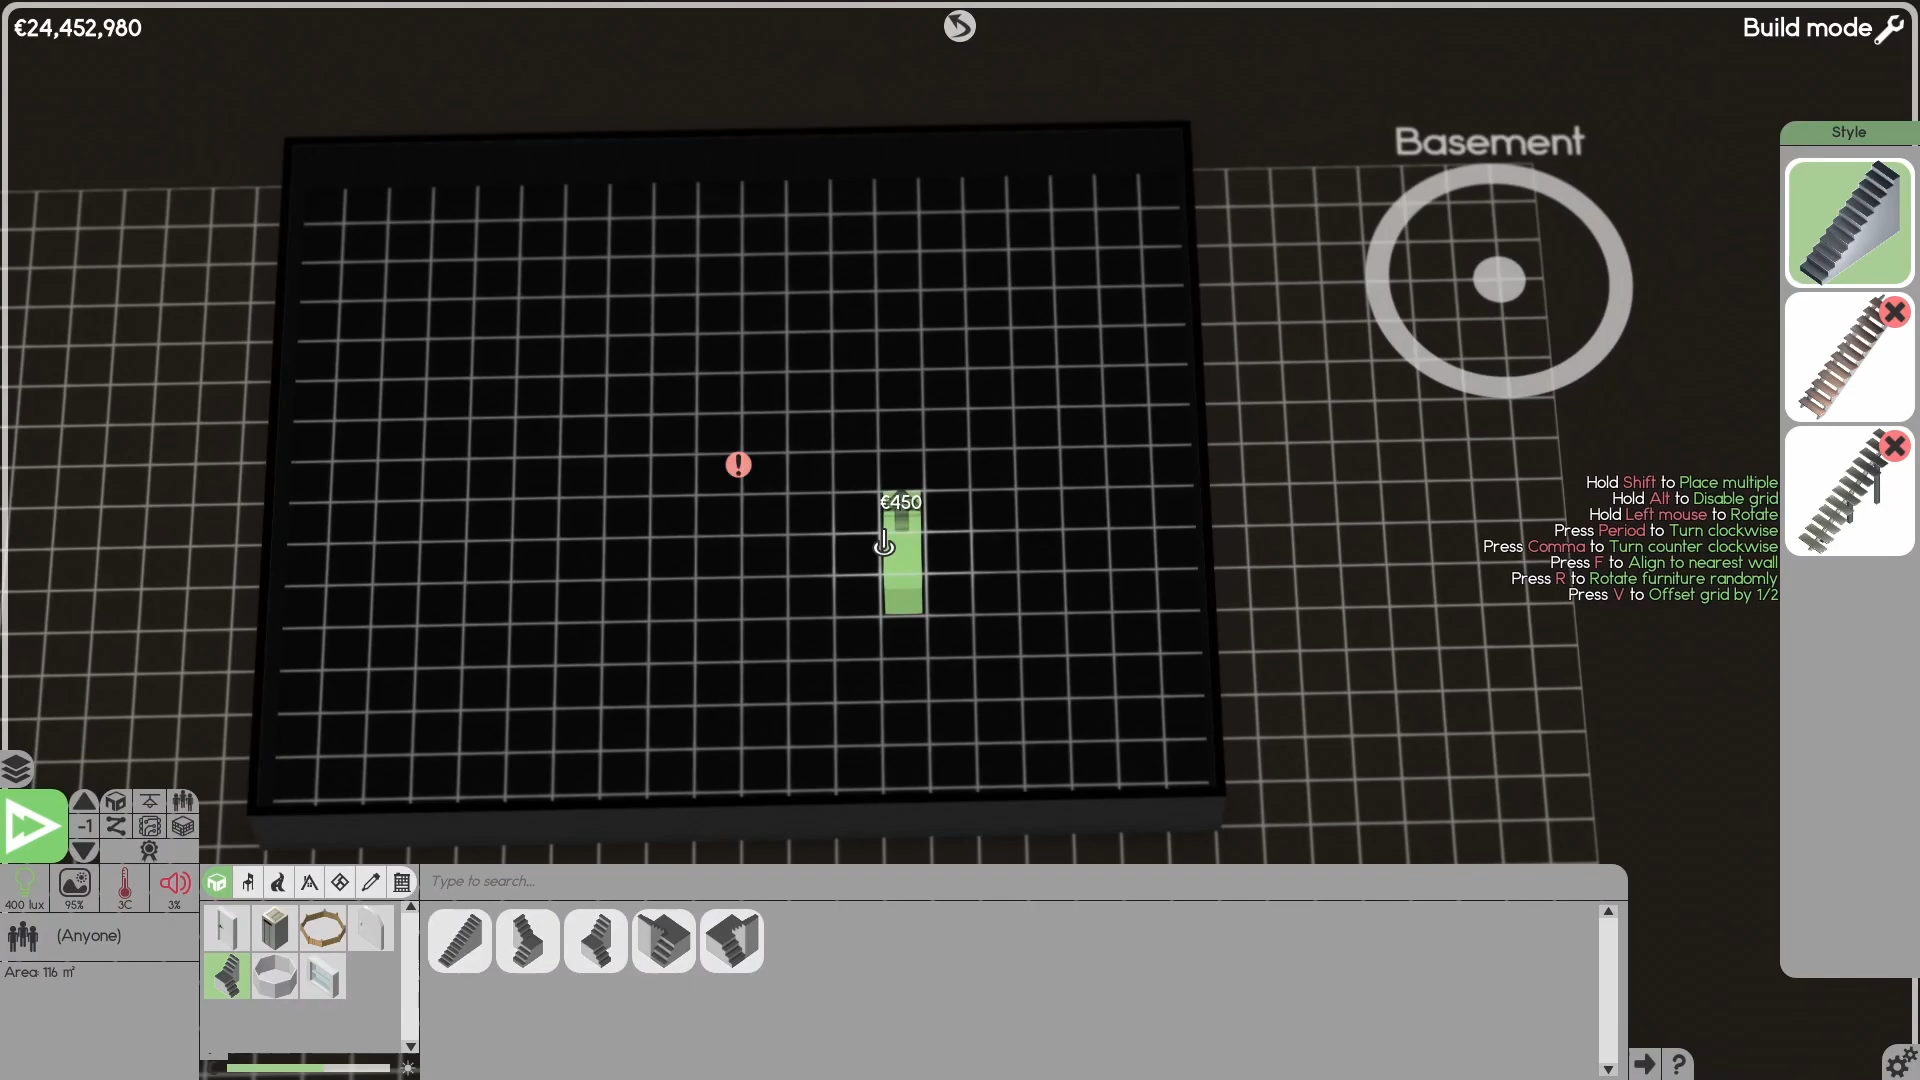 €24,452,980
Build mode
Basement
Style
€450
Hold Shift to Place multiple
Hold Alt to Disable grid
Hold Left mouse to Rotate
Press Period to Turn clockwise
Press Comma to Turn counter clockwise
Press F to Align to nearest wall
Press R to Rotate furniture randomly
Press V to Offset grid by 1/2
-1
Type to search...
400 lux
95%
3C
3%
(Anyone)
Area: 116 m²
?